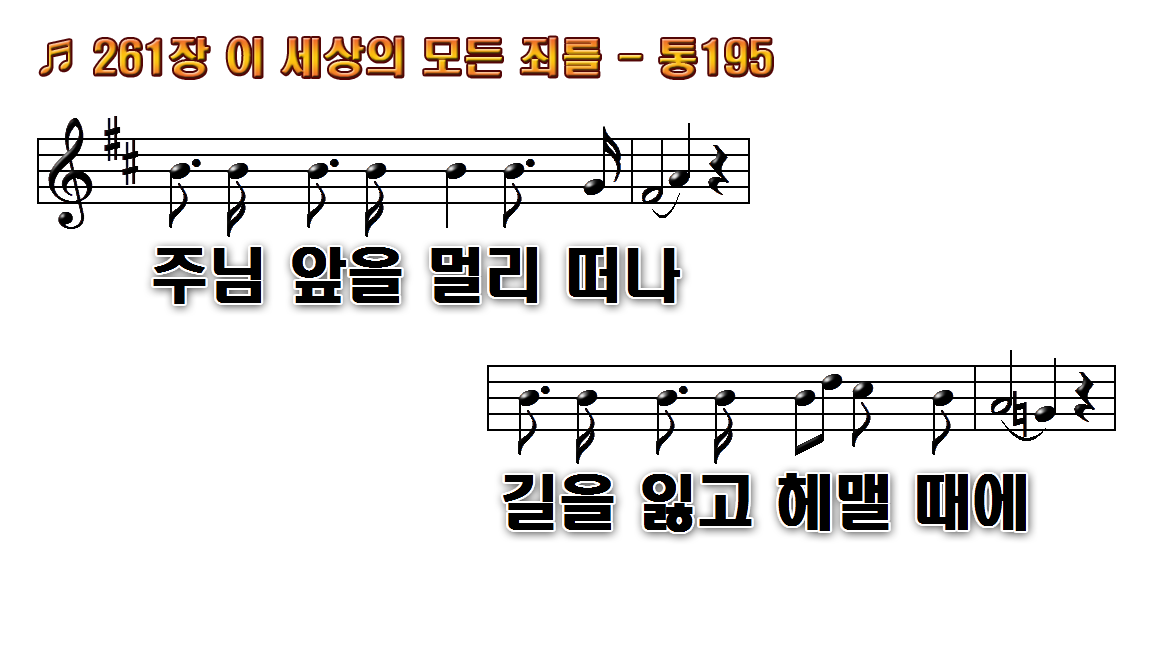 ♬ 261장 이 세상의 모든 죄를 - 통195
주님 앞을 멀리 떠나
길을 잃고 헤맬 때에